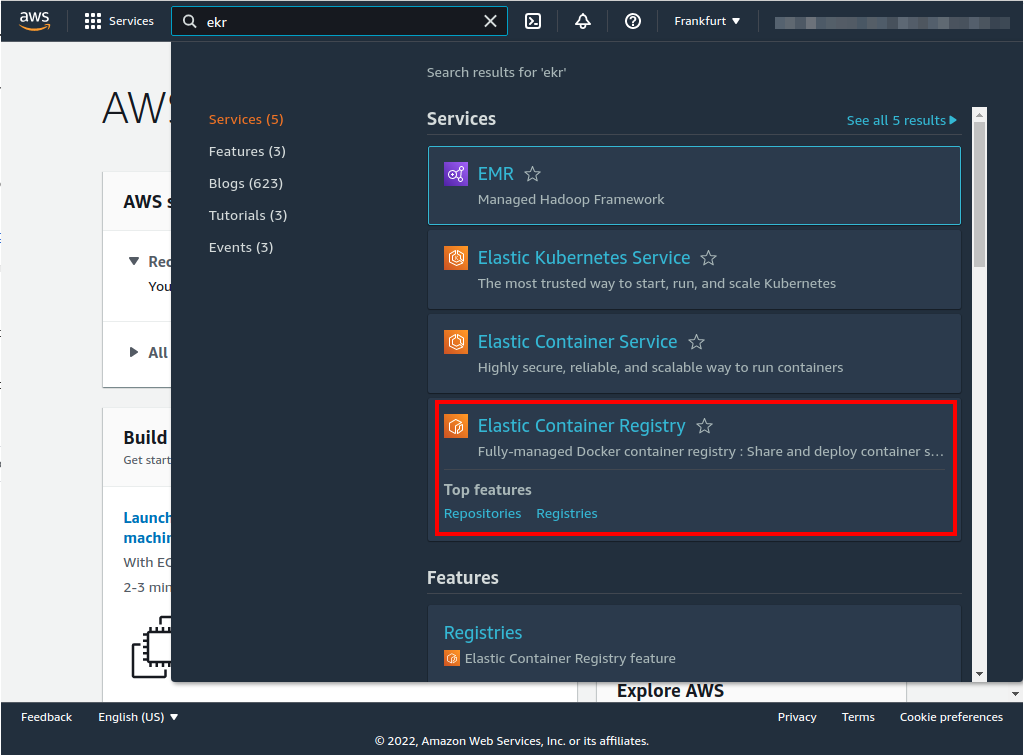 aws
Services
ekr
Frankfurt
Search results for 'ekr'
Services (5)
Features (3)
Blogs (623)
Tutorials (3)
Events (3)
Services
See all 5 results
EMR
Managed Hadoop Framework
Elastic Kubernetes Service
The most trusted way to start, run, and scale Kubernetes
Elastic Container Service
Highly secure, reliable, and scalable way to run containers
Elastic Container Registry
Fully-managed Docker container registry : Share and deploy container s...
Top features
Repositories Registries
Features
Registries
Elastic Container Registry feature
AWS
AWS s
Rec
You
All
Build
Get start
Launch
machin
With EC
2-3 min
Explore AWS
Feedback
English (US)
Privacy
Terms
Cookie preferences
© 2022, Amazon Web Services, Inc. or its affiliates.